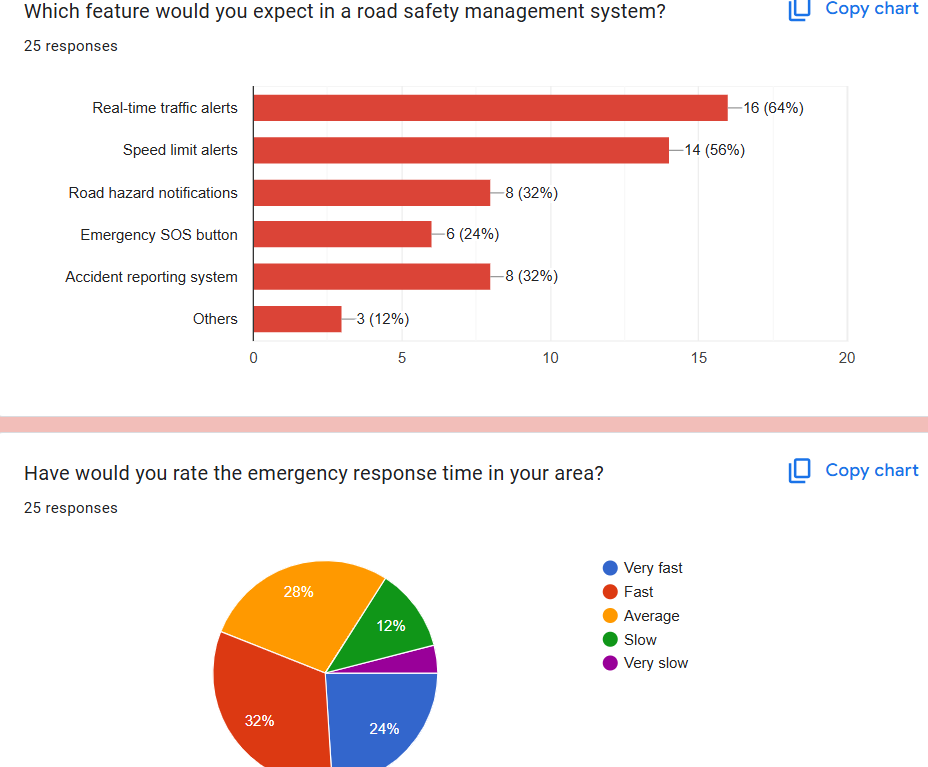 Which feature would you expect in a road safety management system?
Copy chart
25 responses
Real-time traffic alerts
16 (64%)
Speed limit alerts
14 (56%)
Road hazard notifications
8 (32%)
Emergency SOS button
6 (24%)
Accident reporting system
8 (32%)
Others
3 (12%)
0 5 10 15 20
Have would you rate the emergency response time in your area?
Copy chart
25 responses
Very fast
Fast
Average
Slow
Very slow
28%
12%
32%
24%